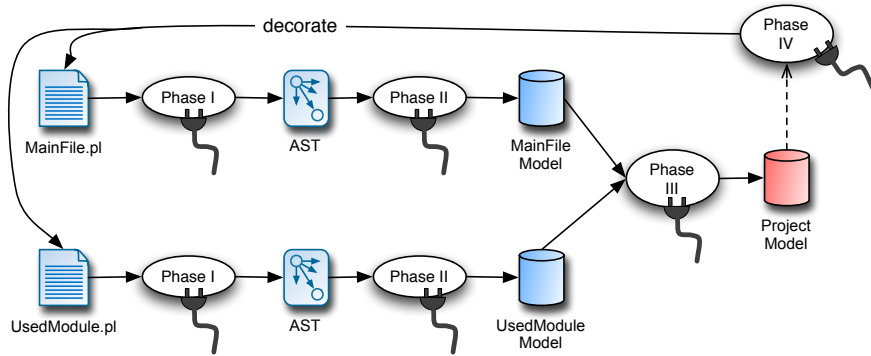 decorate
Phase
IV
Phase I
Phase II
MainFile.pl
AST
MainFile
Model
Phase
III
Project
Model
Phase I
Phase II
UsedModule.pl
AST
UsedModule
Model